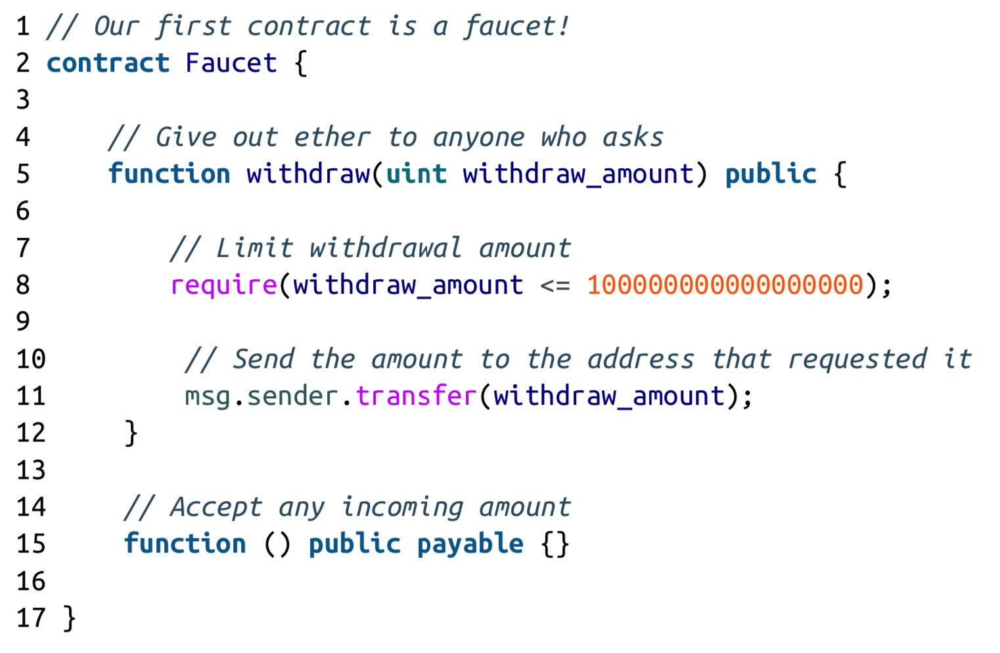 1 // Our first contract is a faucet!
2 contract Faucet {
3
4     // Give out ether to anyone who asks
5     function withdraw(uint withdraw_amount) public {
6
7         // Limit withdrawal amount
8         require(withdraw_amount <= 100000000000000000);
9
10         // Send the amount to the address that requested it
11         msg.sender.transfer(withdraw_amount);
12     }
13
14     // Accept any incoming amount
15     function () public payable {}
16
17 }